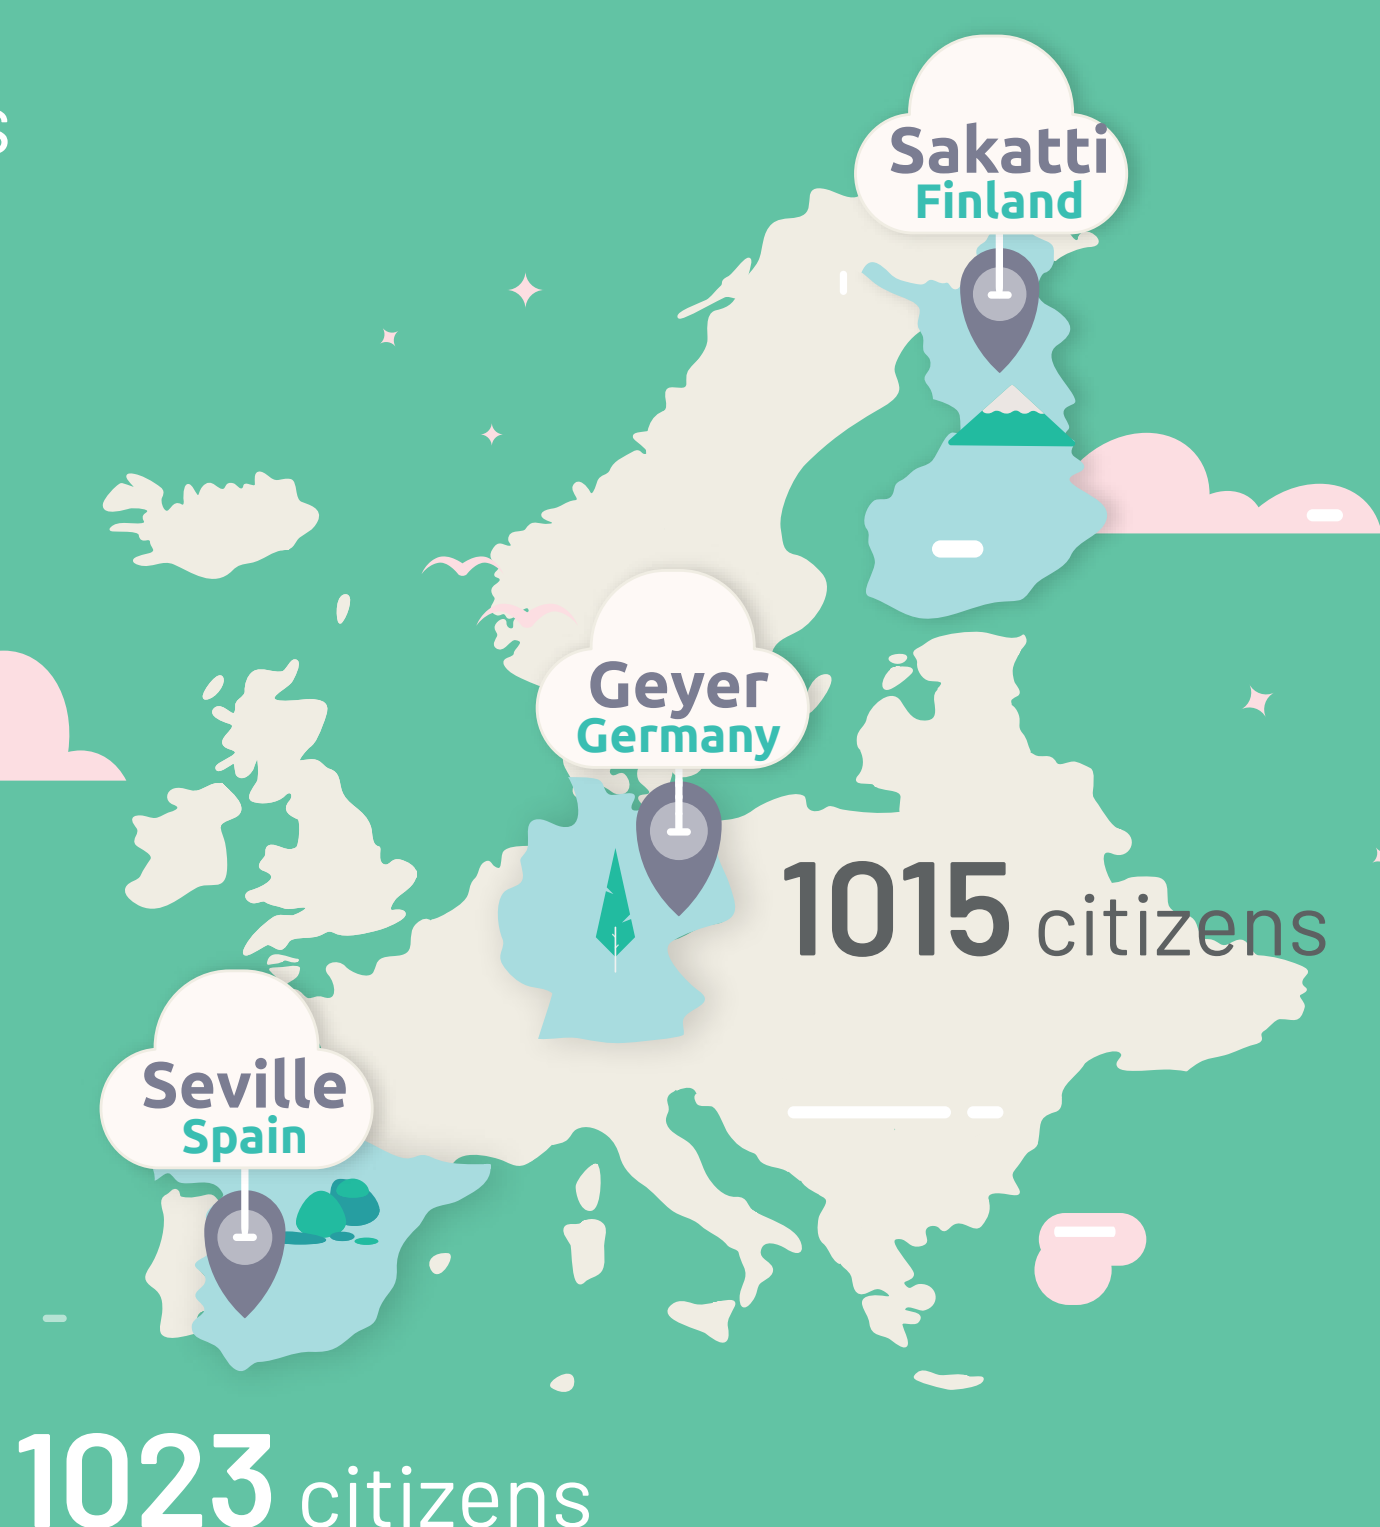 s
Sakatti
Finland
Geyer
Germany
1015 citizens
Seville
Spain
1023 citizens